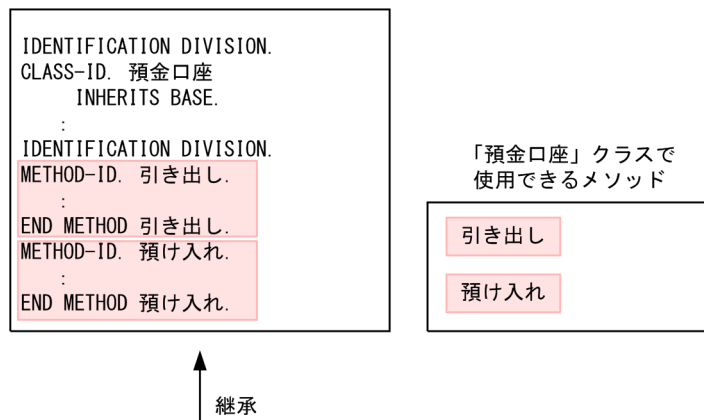 IDENTIFICATION DIVISION.
CLASS-ID. 預金口座
INHERITS BASE.
:
IDENTIFICATION DIVISION.
METHOD-ID. 引き出し.
:
END METHOD 引き出し.
METHOD-ID. 預け入れ.
:
END METHOD 預け入れ.
「預金口座」クラスで
使用できるメソッド
引き出し
預け入れ
継承